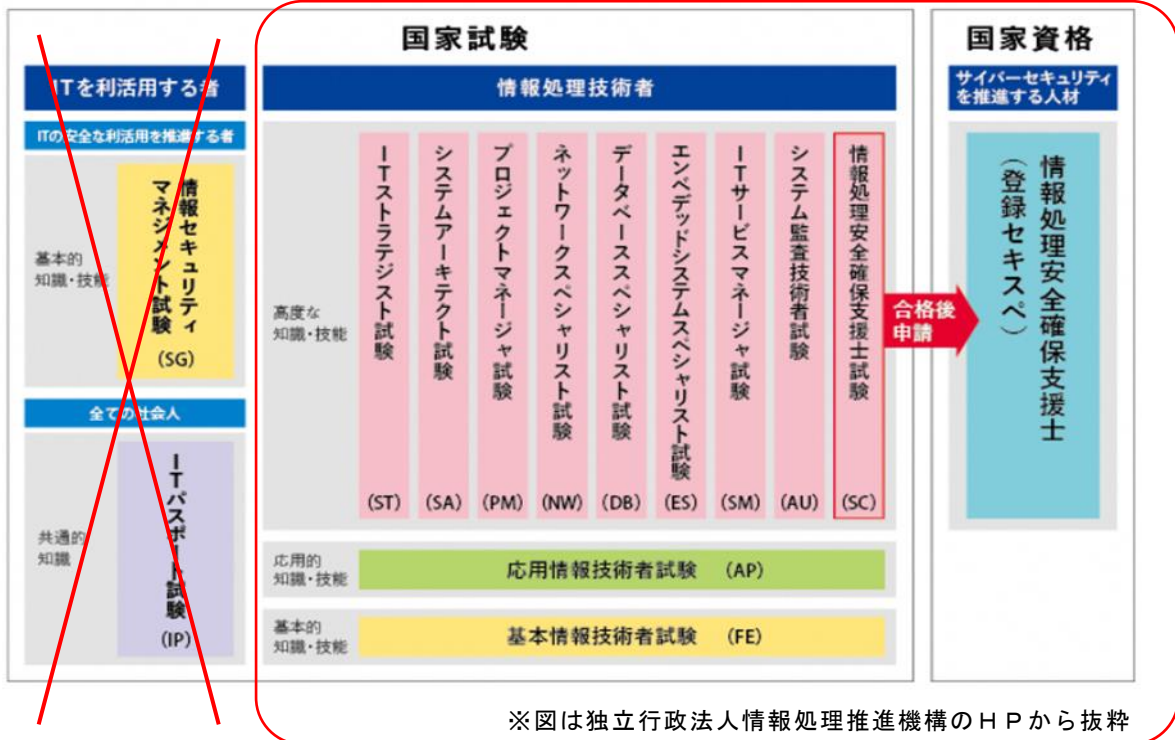 国家試験
国家資格
ITを利活用する者
情報処理技術者
サイバーセキュリティ
を推進する人材
ITの安全な利活用を推進する者
基本的
知識・技能
情報セキュリティ
マネジメント試験
(SG)
全ての社会人
共通的
知識
ITパスポート試験
(IP)
高度な
知識・技能
ITストラテジスト試験
(ST)
システムアーキテクト試験
(SA)
プロジェクトマネージャ試験
(PM)
ネットワークスペシャリスト試験
(NW)
データベーススペシャリスト試験
(DB)
エンベデッドシステムスペシャリスト試験
(ES)
ITサービスマネージャ試験
(SM)
システム監査技術者試験
(AU)
情報処理安全確保支援士試験
(SC)
合格後
申請
情報処理安全確保支援士
(登録セキスペ)
応用的
知識・技能
応用情報技術者試験 (AP)
基本的
知識・技能
基本情報技術者試験 (FE)
※図は独立行政法人情報処理推進機構のHPから抜粋